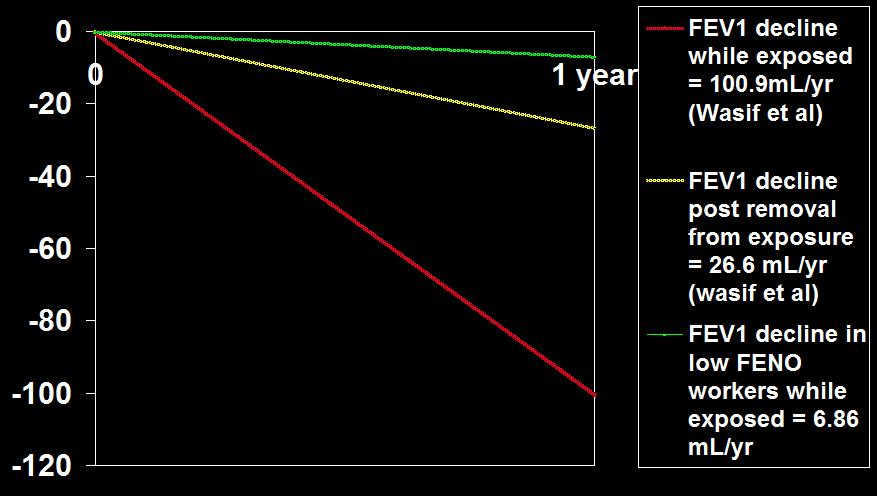 0
-20
-40
-60
-80
-100
-120
0
1 year
FEV1 decline
while exposed
= 100.9mL/yr
(Wasif et al)
FEV1 decline
post removal
from exposure
= 26.6 mL/yr
(wasif et al)
FEV1 decline in
low FENO
workers while
exposed = 6.86
mL/yr